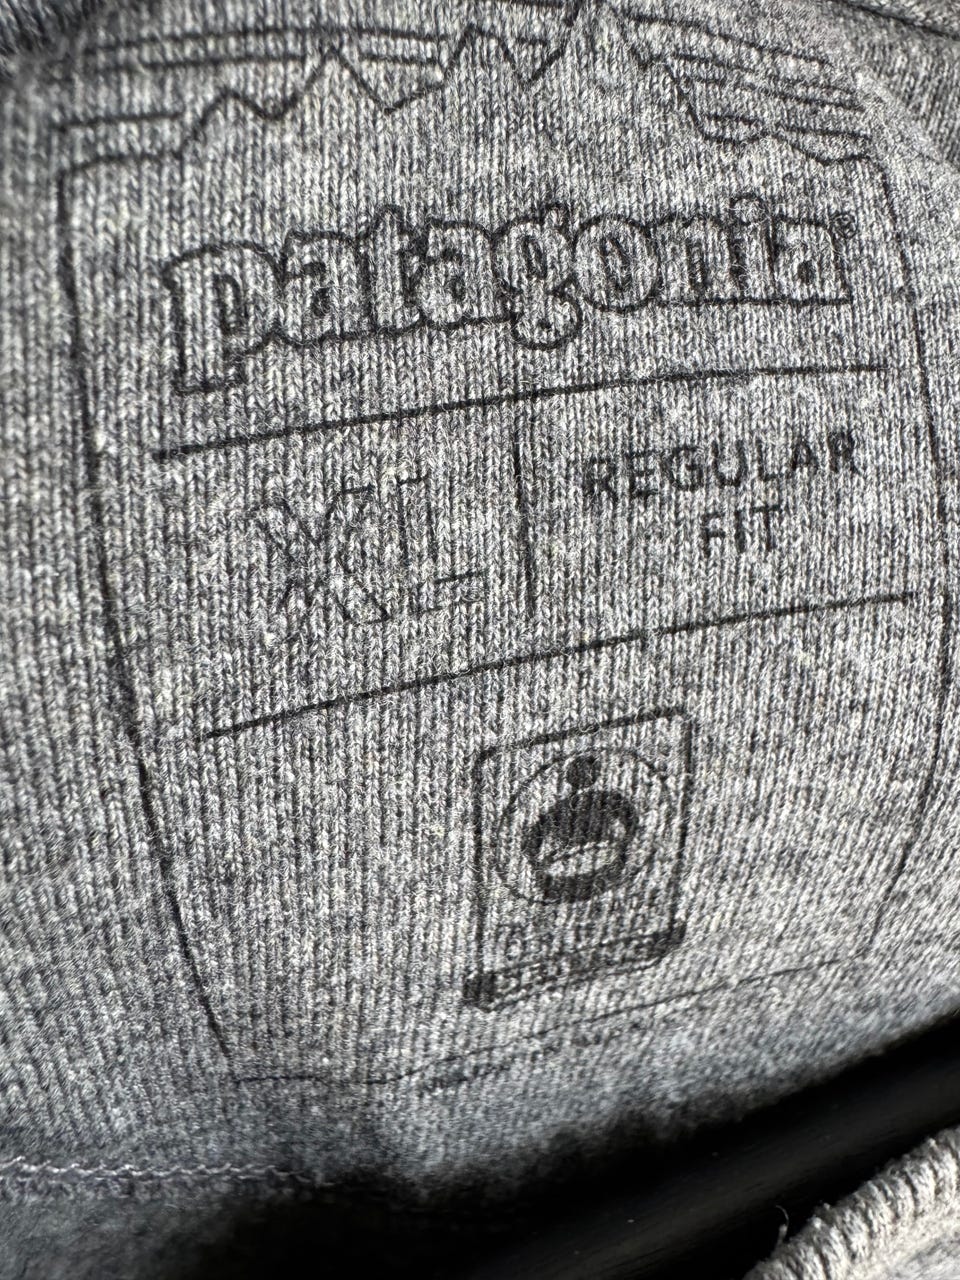 patagonia®
XL
REGULAR
FIT